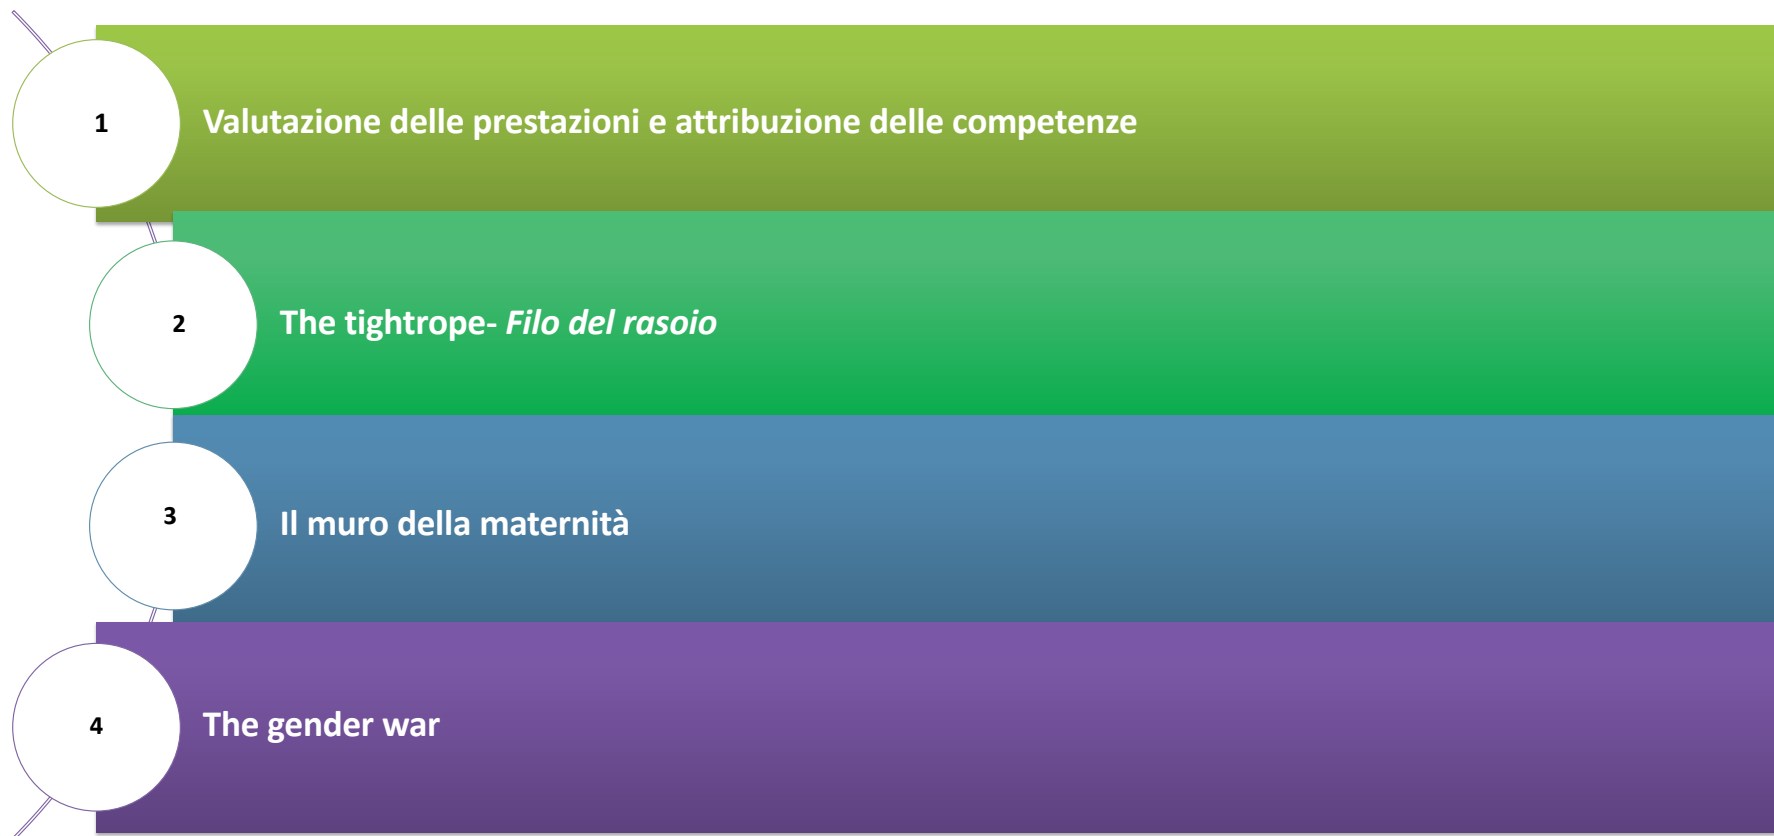 1
Valutazione delle prestazioni e attribuzione delle competenze
2
The tightrope- Filo del rasoio
3
Il muro della maternità
4
The gender war